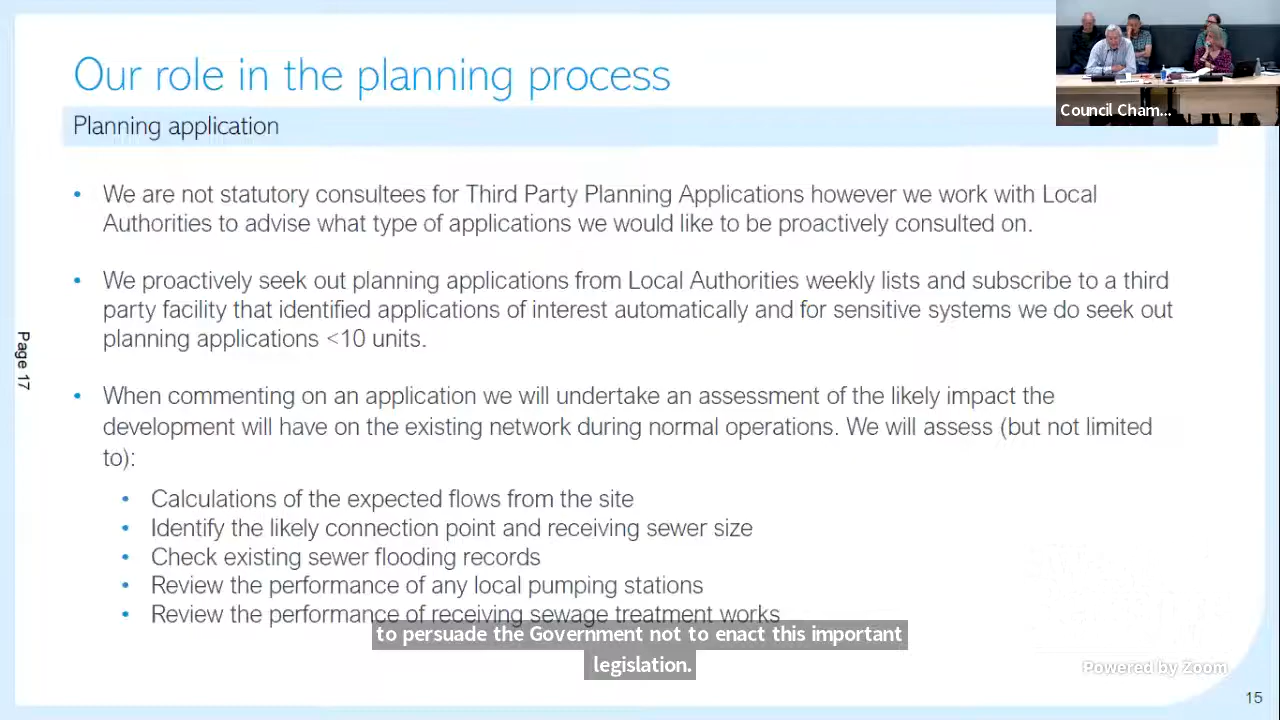 Our role in the planning process
Planning application
• We are not statutory consultees for Third Party Planning Applications however we work with Local
Authorities to advise what type of applications we would like to be proactively consulted on.
• We proactively seek out planning applications from Local Authorities weekly lists and subscribe to a third
party facility that identified applications of interest automatically and for sensitive systems we do seek out
planning applications <10 units.
• When commenting on an application we will undertake an assessment of the likely impact the
development will have on the existing network during normal operations. We will assess (but not limited
to):
• Calculations of the expected flows from the site
• Identify the likely connection point and receiving sewer size
• Check existing sewer flooding records
• Review the performance of any local pumping stations
• Review the performance of receiving sewage treatment works
to persuade the Government not to enact this important
legislation.
Page 17
Council Cham...
Powered by Zoom
15